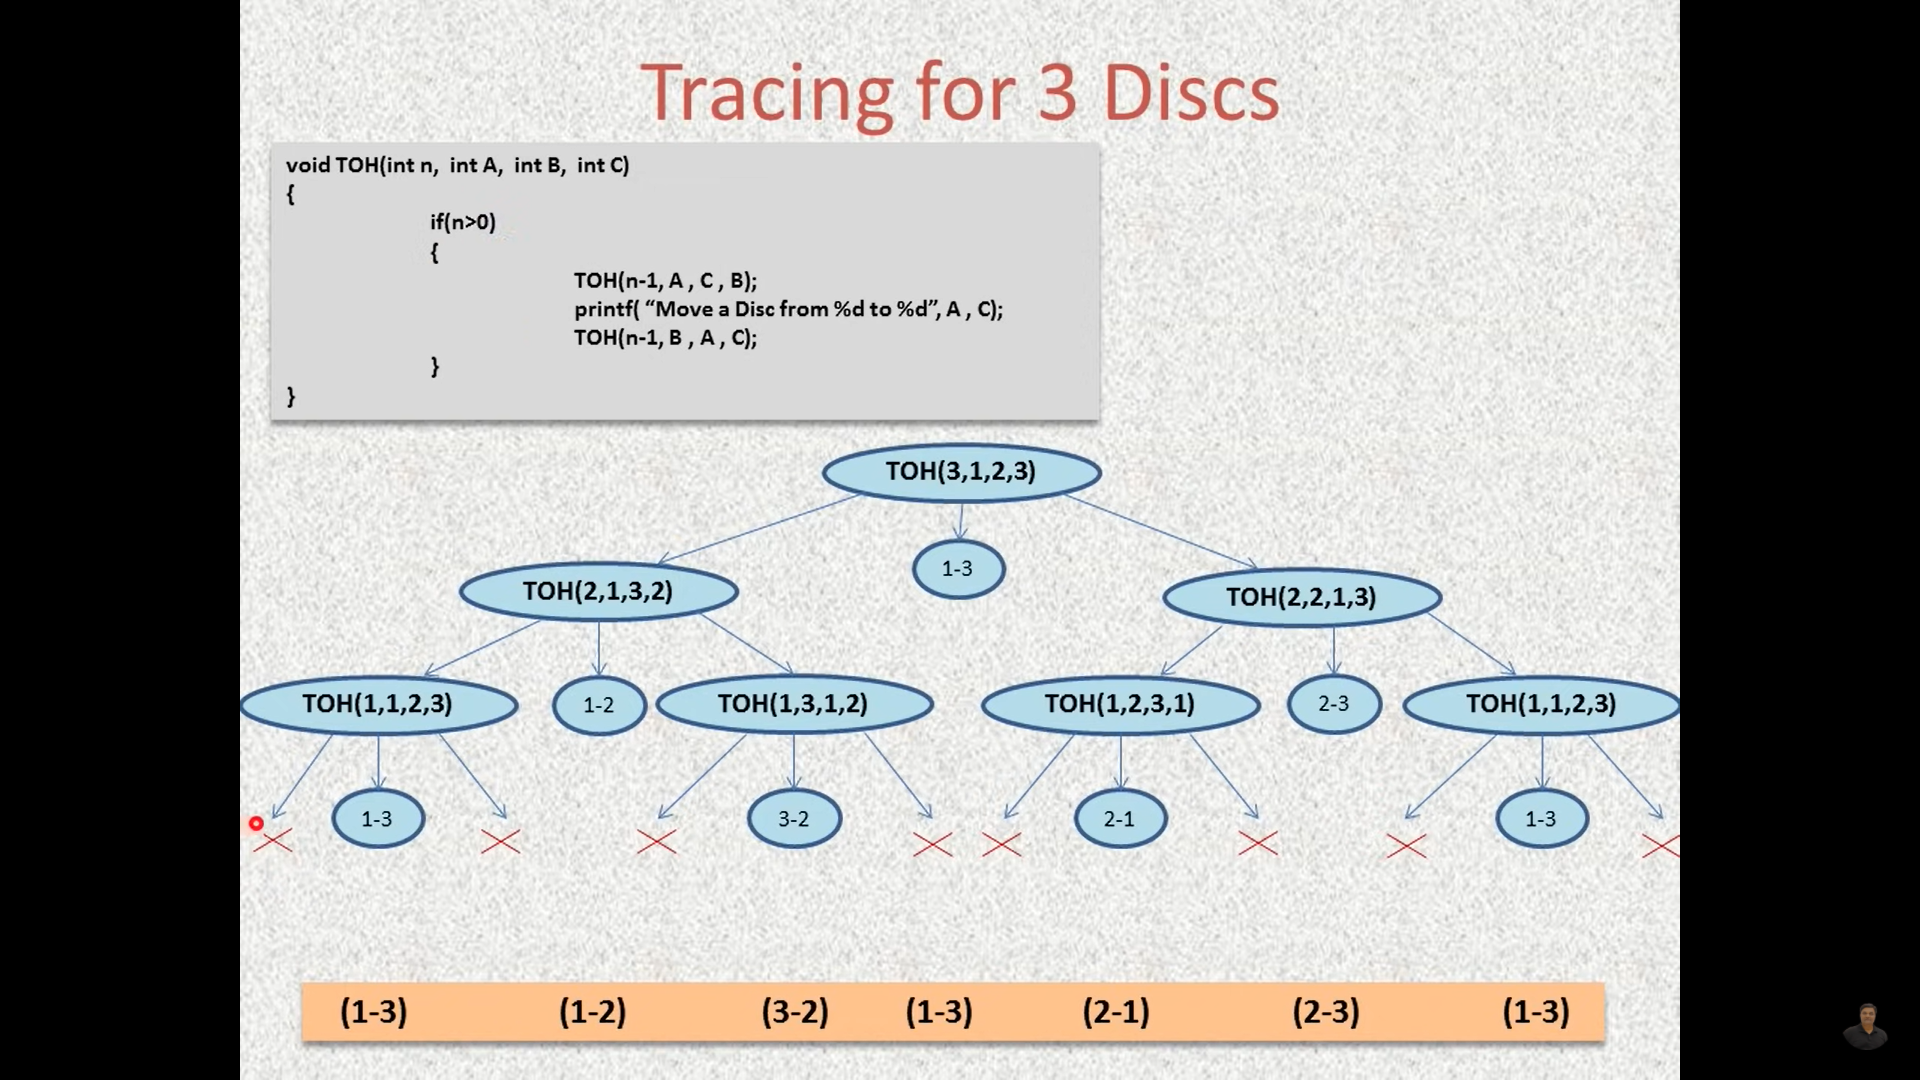 Tracing for 3 Discs
void TOH(int n, int A, int B, int C)
{
if(n>0)
{
TOH(n-1, A , C , B);
printf( “Move a Disc from %d to %d”, A , C);
TOH(n-1, B , A , C);
}
}
TOH(3,1,2,3)
1-3
TOH(2,1,3,2)
TOH(2,2,1,3)
TOH(1,1,2,3)
1-2
TOH(1,3,1,2)
TOH(1,2,3,1)
2-3
TOH(1,1,2,3)
1-3
3-2
2-1
1-3
(1-3) (1-2) (3-2) (1-3) (2-1) (2-3) (1-3)